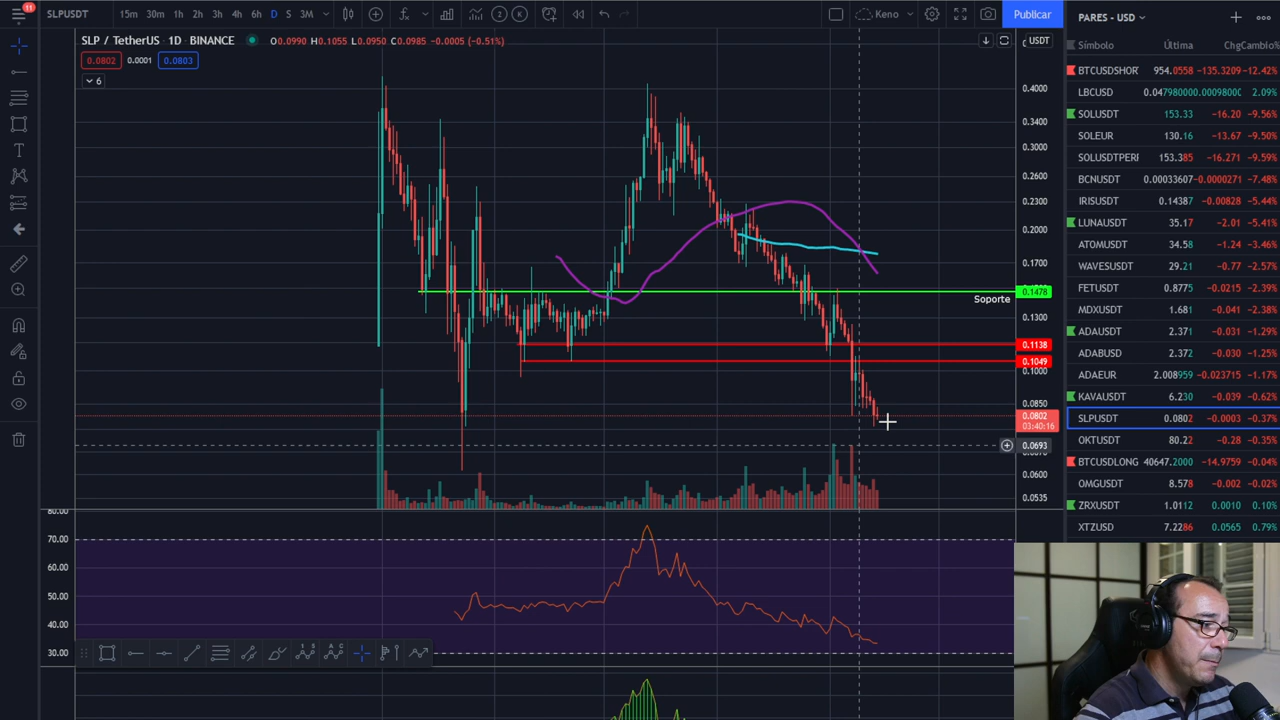 11
SLPUSDT 15m 30m 1h 2h 3h 4h 6h D S 3M 2 K Keno Publicar
SLP / TetherUS · 1D · BINANCE O0.0990 H0.1055 L0.0950 C0.0985 −0.0005 (−0.51%) USDT
0.0802 0.0001 0.0803
6
0.4000
0.3400
0.3000
0.2600
0.2300
0.2000
0.1700
0.1478
Soporte
0.1300
0.1138
0.1049
0.1000
0.0850
0.0802
03:40:16
0.0693
0.0600
0.0535
80.00
70.00
60.00
50.00
40.00
30.00
PARES - USD
Símbolo Última Chg Cambio%
BTCUSDSHOR 954.0558 −135.3209 −12.42%
LBCUSD 0.04798000 0.00098000 2.09%
SOLUSDT 153.33 −16.20 −9.56%
SOLEUR 130.16 −13.67 −9.50%
SOLUSDTPERI 153.385 −16.271 −9.59%
BCNUSDT 0.00033607 −0.0000271 −7.48%
IRISUSDT 0.14387 −0.00828 −5.44%
LUNAUSDT 35.17 −2.01 −5.41%
ATOMUSDT 34.58 −1.24 −3.46%
WAVESUSDT 29.21 −0.77 −2.57%
FETUSDT 0.8775 −0.0215 −2.39%
MDXUSDT 1.681 −0.041 −2.38%
ADAUSDT 2.371 −0.031 −1.29%
ADABUSD 2.372 −0.030 −1.25%
ADAEUR 2.008959 −0.023715 −1.17%
KAVAUSDT 6.230 −0.039 −0.62%
SLPUSDT 0.0802 −0.0003 −0.37%
OKTUSDT 80.22 −0.28 −0.35%
BTCUSDLONG 40647.2000 −14.9759 −0.04%
OMGUSDT 8.578 −0.002 −0.02%
ZRXUSDT 1.0112 0.0010 0.10%
XTZUSD 7.2286 0.0565 0.79%